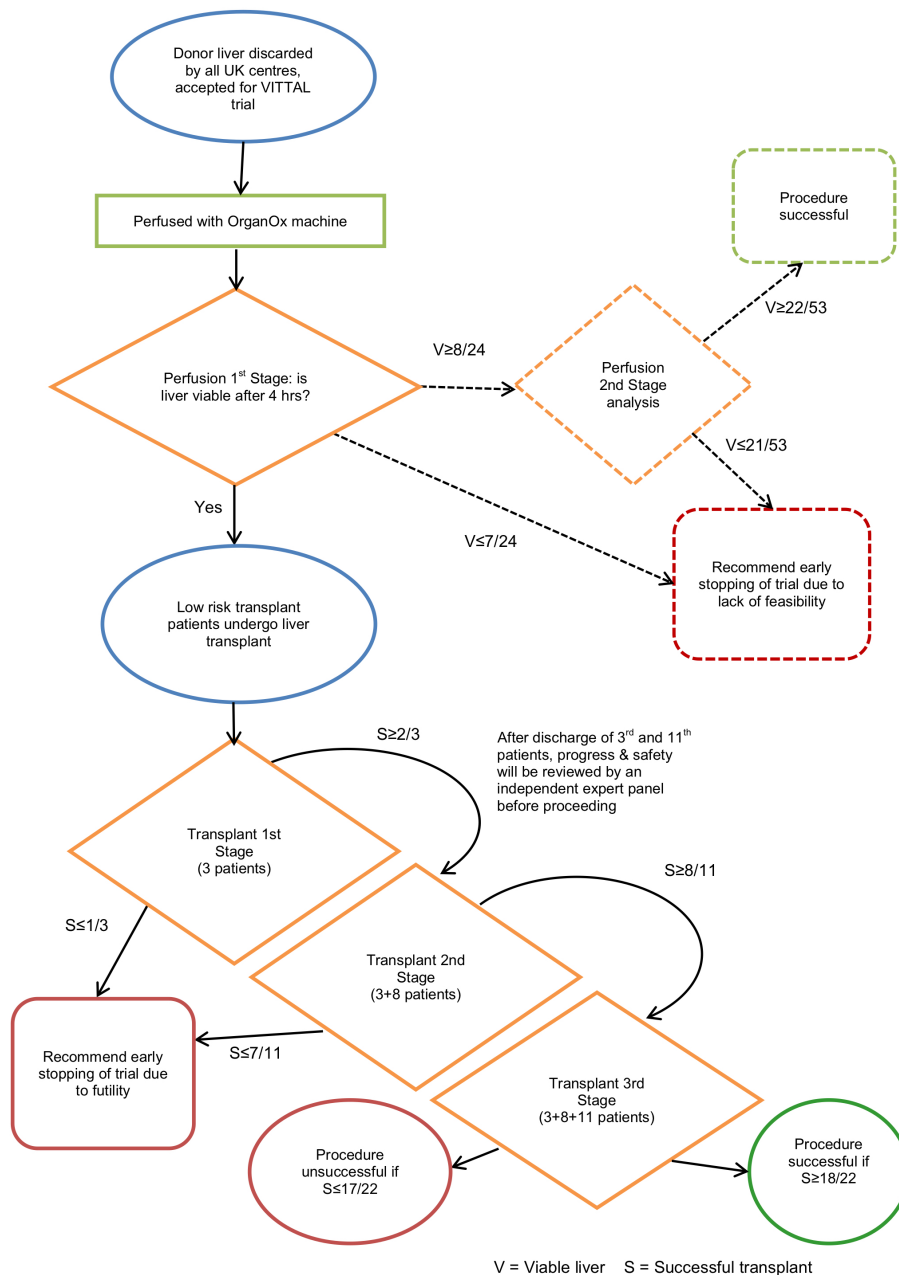 Donor liver discarded
by all UK centres,
accepted for VITTAL
trial
Perfused with OrganOx machine
Procedure
successful
V≥22/53
V≥8/24
Perfusion 1st Stage: is
liver viable after 4 hrs?
Perfusion
2nd Stage
analysis
V≤21/53
Yes
V≤7/24
Recommend early
stopping of trial due to
lack of feasibility
Low risk transplant
patients undergo liver
transplant
S≥2/3
After discharge of 3rd and 11th
patients, progress & safety
will be reviewed by an
independent expert panel
before proceeding
Transplant 1st
Stage
(3 patients)
S≥8/11
S≤1/3
Transplant 2nd
Stage
(3+8 patients)
S≤7/11
Recommend early
stopping of trial due
to futility
Transplant 3rd
Stage
(3+8+11 patients)
Procedure
unsuccessful if
S≤17/22
Procedure
successful if
S≥18/22
V = Viable liver S = Successful transplant